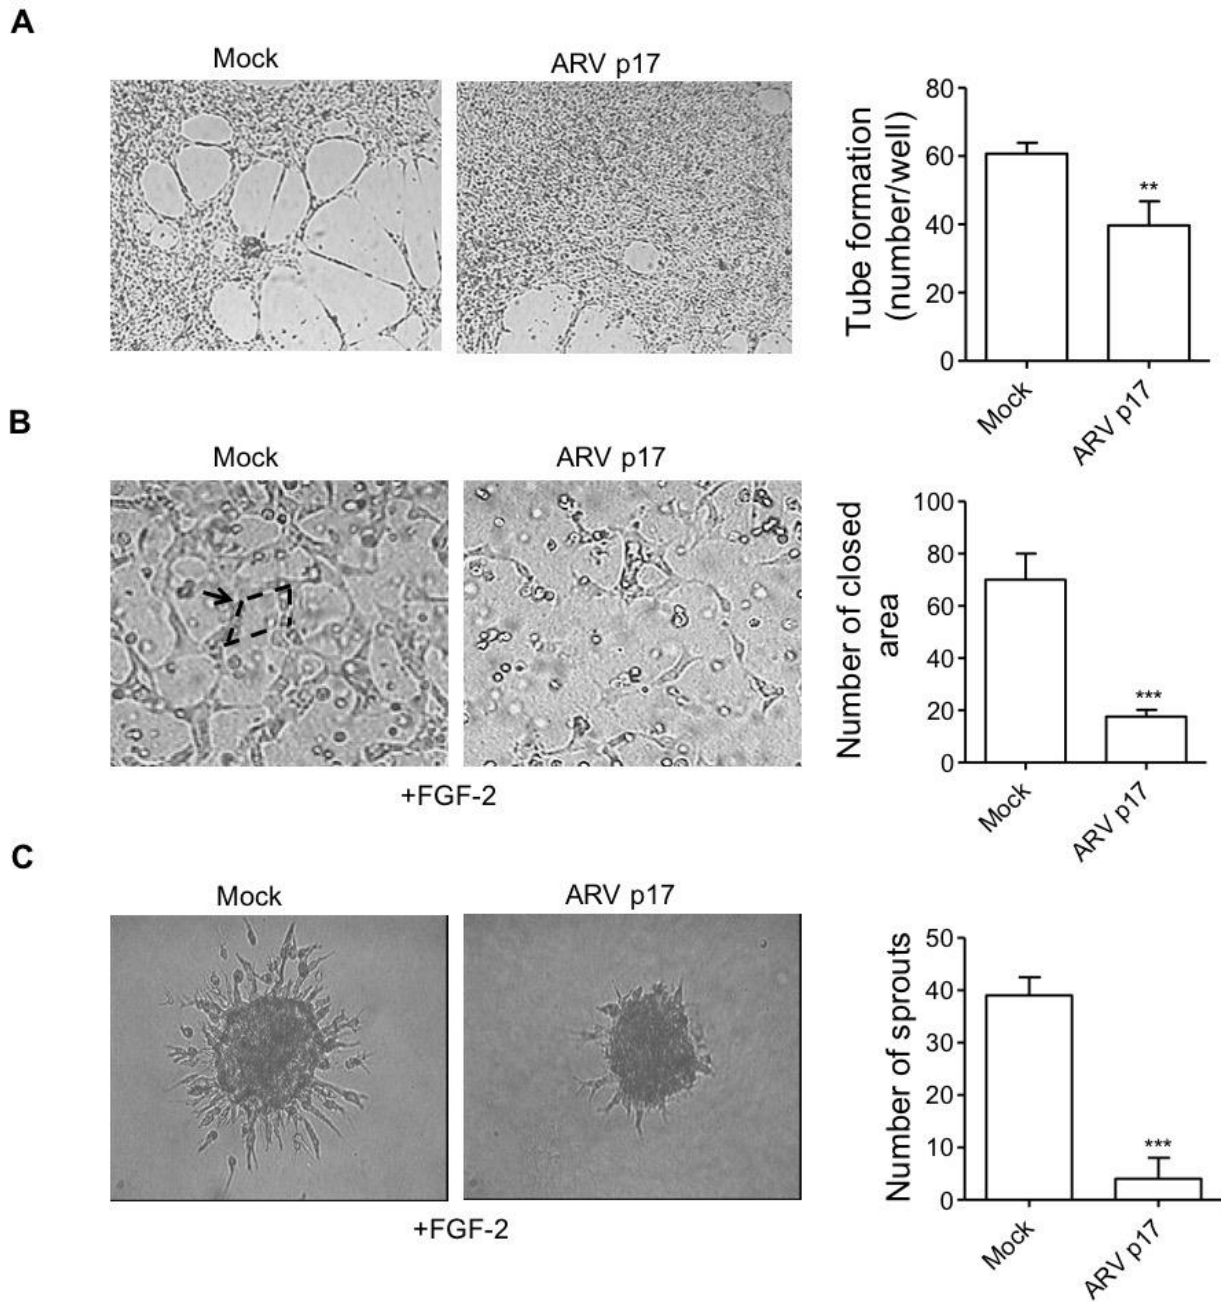 A
Mock
ARV p17
Tube formation
(number/well)
80
60
40
20
0
**
Mock
ARV p17
B
Mock
ARV p17
+FGF-2
Number of closed
area
100
80
60
40
20
0
***
Mock
ARV p17
C
Mock
ARV p17
+FGF-2
Number of sprouts
50
40
30
20
10
0
***
Mock
ARV p17